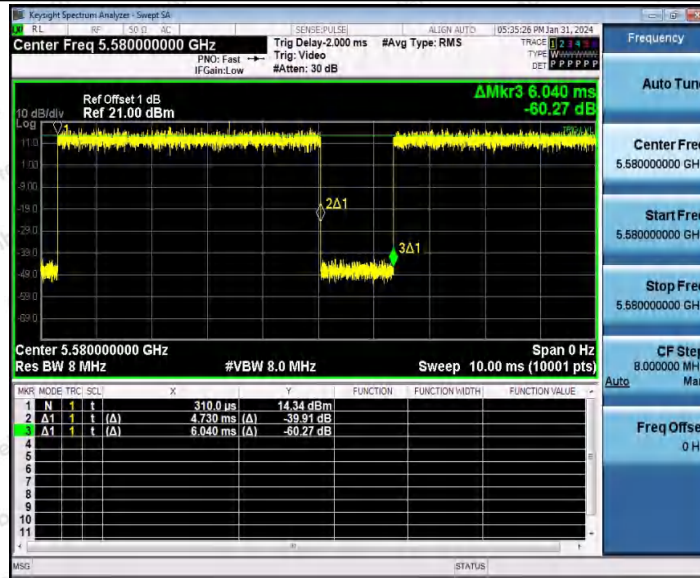 Keysight Spectrum Analyzer - Swept SA
RL RF 50 Ω AC SENSE:PULSE ALIGN AUTO 05:35:26 PM Jan 31, 2024
Center Freq 5.580000000 GHz
PNO: Fast
IFGain:Low
Trig Delay-2.000 ms
Trig: Video
#Atten: 30 dB
#Avg Type: RMS
TRACE 1 2 3 4 5 6
TYPE W
DET P P P P P P
Ref Offset 1 dB
10 dB/div Ref 21.00 dBm
ΔMkr3 6.040 ms
-60.27 dB
Log
11.0
1.00
-9.00
-19.0
-29.0
-39.0
-49.0
-59.0
-69.0
1
2Δ1
3Δ1
Center 5.580000000 GHz Span 0 Hz
Res BW 8 MHz #VBW 8.0 MHz Sweep 10.00 ms (10001 pts)
MKR MODE TRC SCL X Y FUNCTION FUNCTION WIDTH FUNCTION VALUE
1 N 1 t 310.0 µs 14.34 dBm
2 Δ1 1 t (Δ) 4.730 ms (Δ) -39.91 dB
3 Δ1 1 t (Δ) 6.040 ms (Δ) -60.27 dB
4
5
6
7
8
9
10
11
MSG STATUS
Frequency
Auto Tun
Center Fre
5.580000000 GH
Start Fre
5.580000000 GH
Stop Fre
5.580000000 GH
CF Ste
8.000000 MH
Auto Ma
Freq Offse
0 H